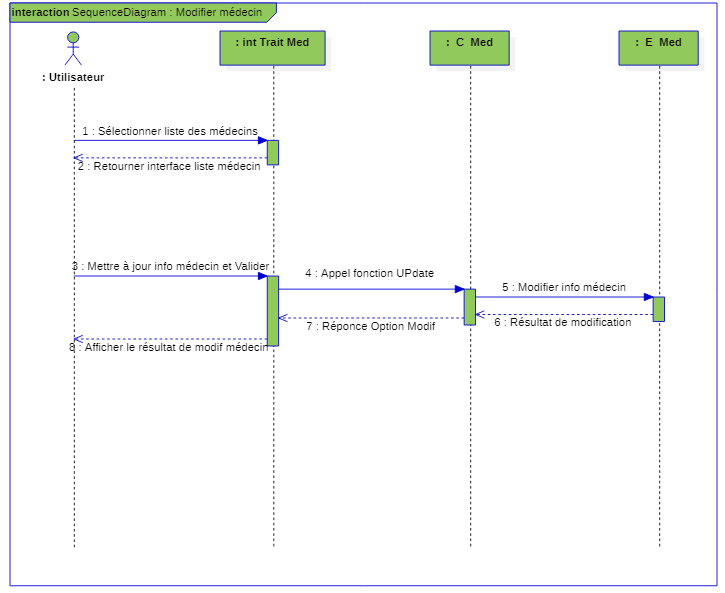 interaction SequenceDiagram : Modifier médecin
: Utilisateur
: int Trait Med
: C Med
: E Med
1 : Sélectionner liste des médecins
2 : Retourner interface liste médecin
3 : Mettre à jour info médecin et Valider
4 : Appel fonction UPdate
5 : Modifier info médecin
6 : Résultat de modification
7 : Réponce Option Modif
8 : Afficher le résultat de modif médecin